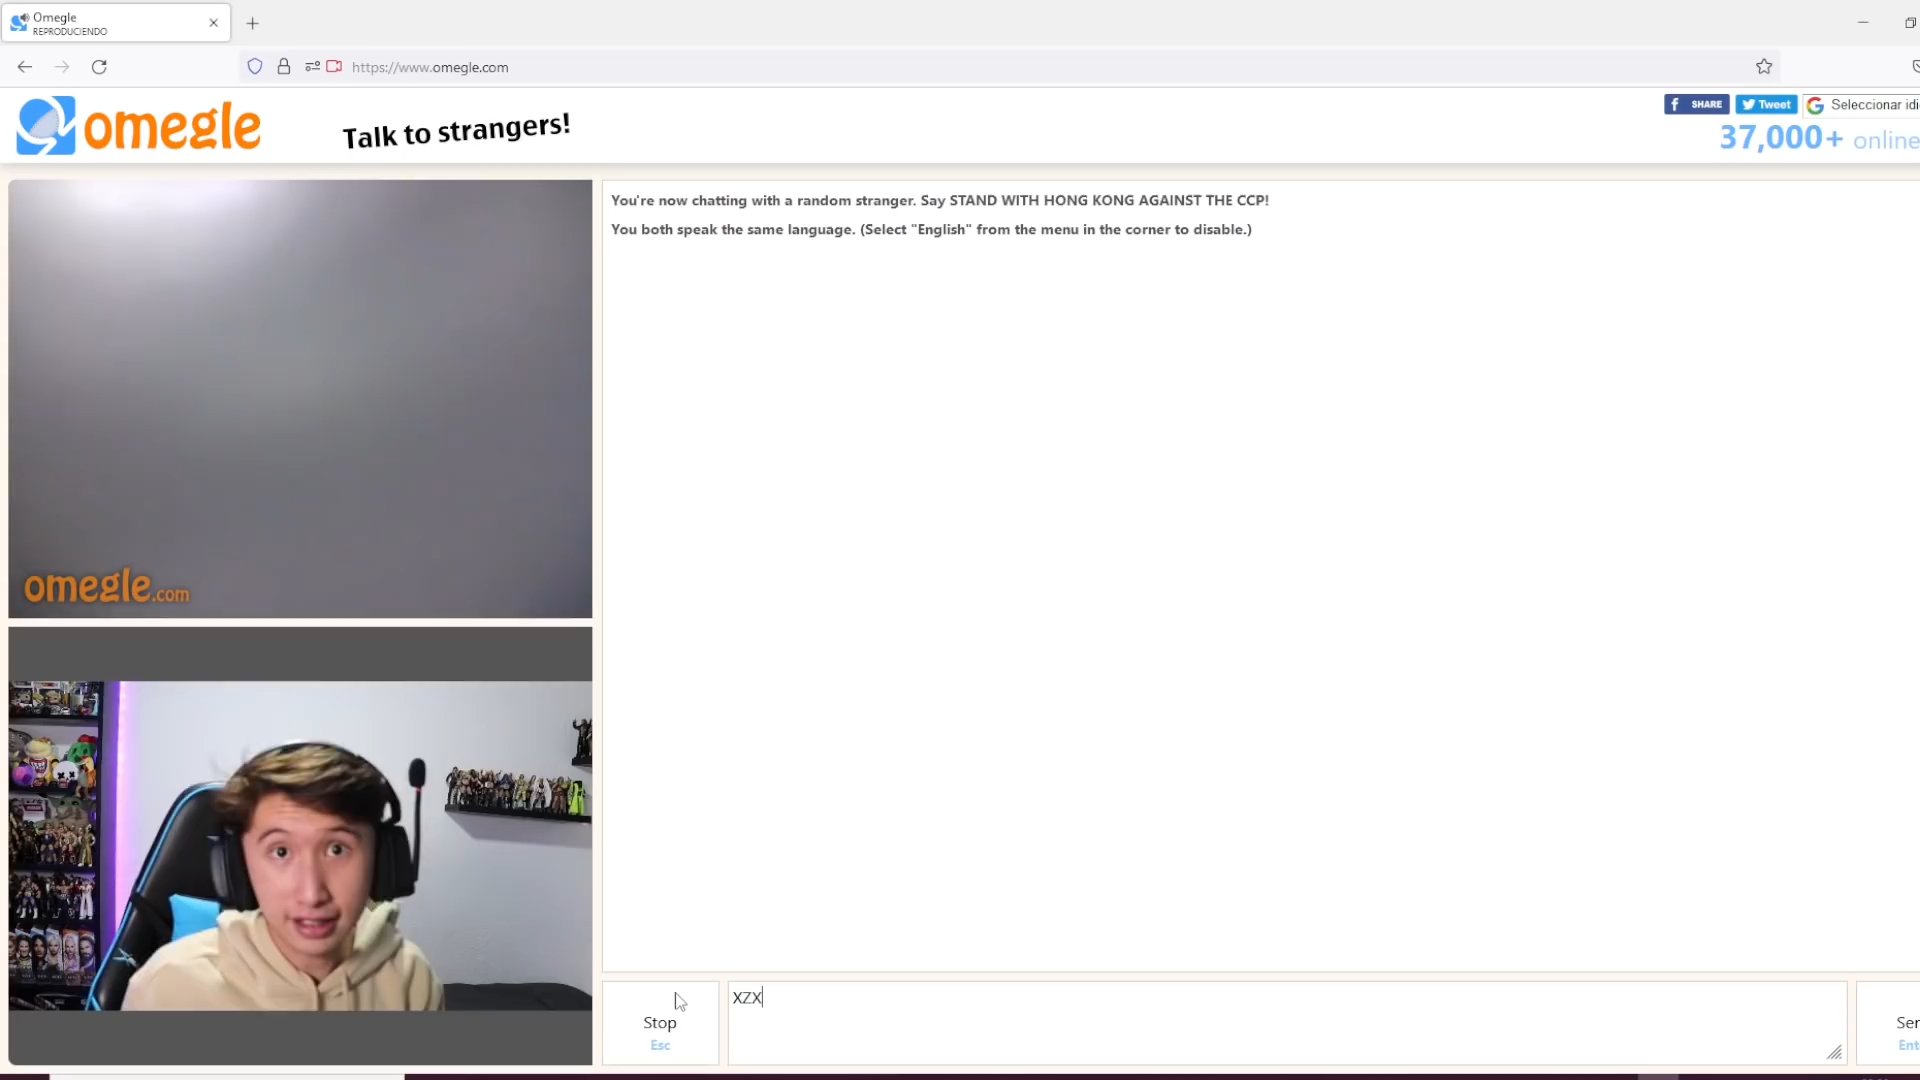 Omegle
REPRODUCIENDO
https://www.omegle.com
omegle
Talk to strangers!
SHARE
Tweet
Seleccionar idi
37,000+ online
You're now chatting with a random stranger. Say STAND WITH HONG KONG AGAINST THE CCP!
You both speak the same language. (Select "English" from the menu in the corner to disable.)
omegle.com
Stop
Esc
XZX
Ser
Ent